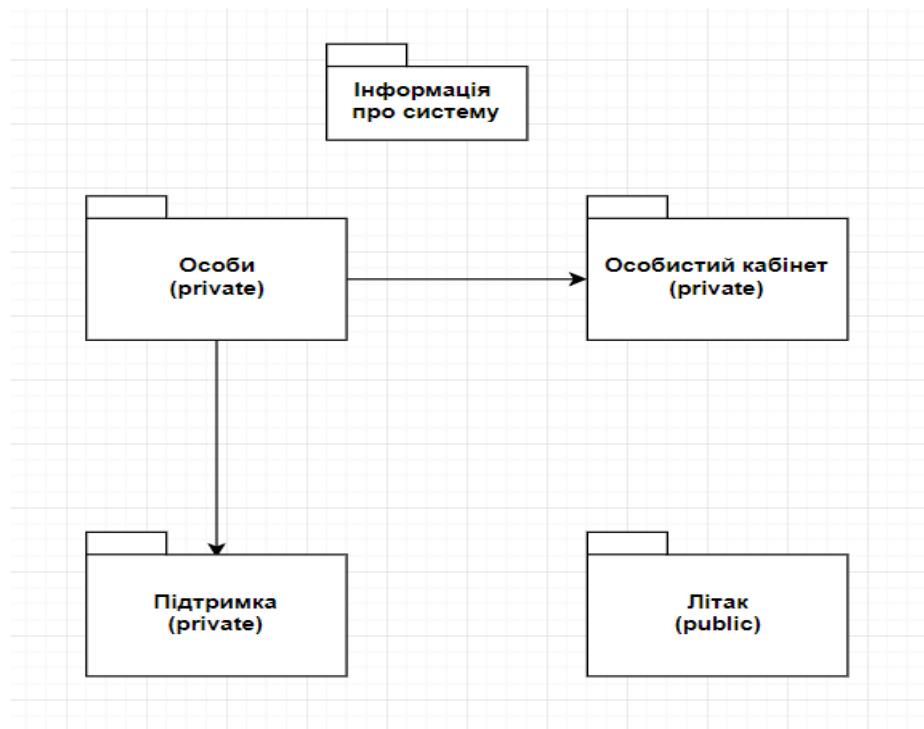 Інформація
про систему
Особи
(private)
Особистий кабінет
(private)
Підтримка
(private)
Літак
(public)